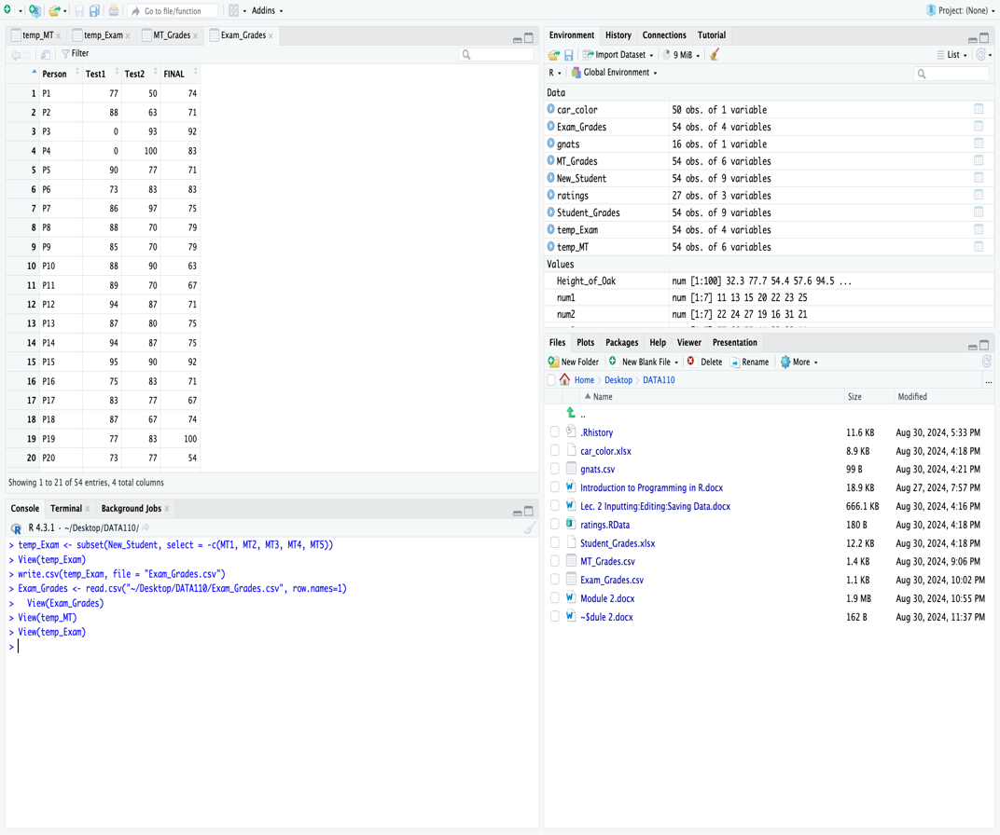 Go to file/function Addins Project: (None)
temp_MT temp_Exam MT_Grades Exam_Grades
Filter
Person Test1 Test2 FINAL
1 P1 77 50 74
2 P2 88 63 71
3 P3 0 93 92
4 P4 0 100 83
5 P5 90 77 71
6 P6 73 83 83
7 P7 86 97 75
8 P8 88 70 79
9 P9 85 70 79
10 P10 88 90 63
11 P11 89 70 67
12 P12 94 87 71
13 P13 87 80 75
14 P14 94 87 75
15 P15 95 90 92
16 P16 75 83 71
17 P17 83 77 67
18 P18 87 67 74
19 P19 77 83 100
20 P20 73 77 54
Showing 1 to 21 of 54 entries, 4 total columns
Console Terminal Background Jobs
R 4.3.1 · ~/Desktop/DATA110/
> temp_Exam <- subset(New_Student, select = -c(MT1, MT2, MT3, MT4, MT5))
> View(temp_Exam)
> write.csv(temp_Exam, file = "Exam_Grades.csv")
> Exam_Grades <- read.csv("~/Desktop/DATA110/Exam_Grades.csv", row.names=1)
>   View(Exam_Grades)
> View(temp_MT)
> View(temp_Exam)
>
Environment History Connections Tutorial
Import Dataset 9 MiB List
R Global Environment
Data
car_color 50 obs. of 1 variable
Exam_Grades 54 obs. of 4 variables
gnats 16 obs. of 1 variable
MT_Grades 54 obs. of 6 variables
New_Student 54 obs. of 9 variables
ratings 27 obs. of 3 variables
Student_Grades 54 obs. of 9 variables
temp_Exam 54 obs. of 4 variables
temp_MT 54 obs. of 6 variables
Values
Height_of_Oak num [1:100] 32.3 77.7 54.4 57.6 94.5 ...
num1 num [1:7] 11 13 15 20 22 23 25
num2 num [1:7] 22 24 27 19 16 31 21
Files Plots Packages Help Viewer Presentation
New Folder New Blank File Delete Rename More
Home Desktop DATA110 ...
Name Size Modified
..
.Rhistory 11.6 KB Aug 30, 2024, 5:33 PM
car_color.xlsx 8.9 KB Aug 30, 2024, 4:18 PM
gnats.csv 99 B Aug 30, 2024, 4:21 PM
Introduction to Programming in R.docx 18.9 KB Aug 27, 2024, 7:57 PM
Lec. 2 Inputting:Editing:Saving Data.docx 666.1 KB Aug 30, 2024, 4:16 PM
ratings.RData 180 B Aug 30, 2024, 4:18 PM
Student_Grades.xlsx 12.2 KB Aug 30, 2024, 4:18 PM
MT_Grades.csv 1.4 KB Aug 30, 2024, 9:06 PM
Exam_Grades.csv 1.1 KB Aug 30, 2024, 10:02 PM
Module 2.docx 1.9 MB Aug 30, 2024, 10:55 PM
~$dule 2.docx 162 B Aug 30, 2024, 11:37 PM